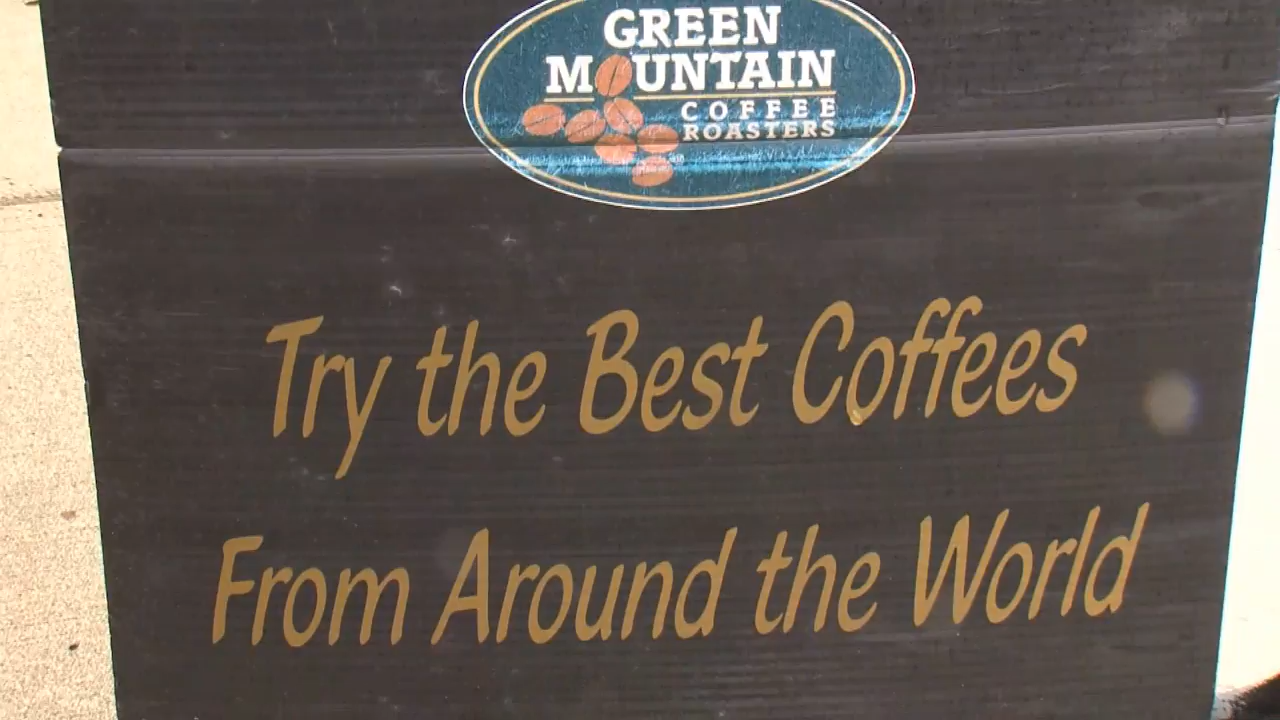 GREEN
MOUNTAIN
COFFEE
ROASTERS
Try the Best Coffees
From Around the World